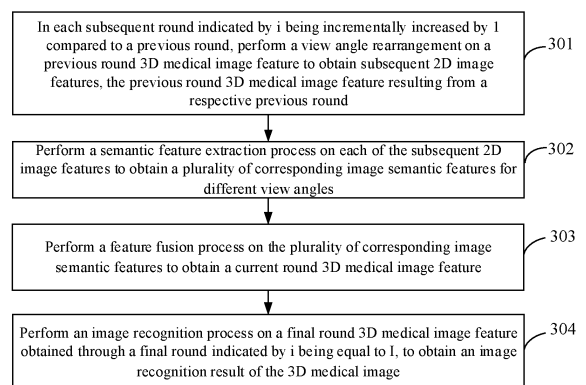 In each subsequent round indicated by i being incrementally increased by 1
compared to a previous round, perform a view angle rearrangement on a
previous round 3D medical image feature to obtain subsequent 2D image
features, the previous round 3D medical image feature resulting from a
respective previous round
301
Perform a semantic feature extraction process on each of the subsequent 2D
image features to obtain a plurality of corresponding image semantic features for
different view angles
302
Perform a feature fusion process on the plurality of corresponding image
semantic features to obtain a current round 3D medical image feature
303
Perform an image recognition process on a final round 3D medical image feature
obtained through a final round indicated by i being equal to I, to obtain an image
recognition result of the 3D medical image
304